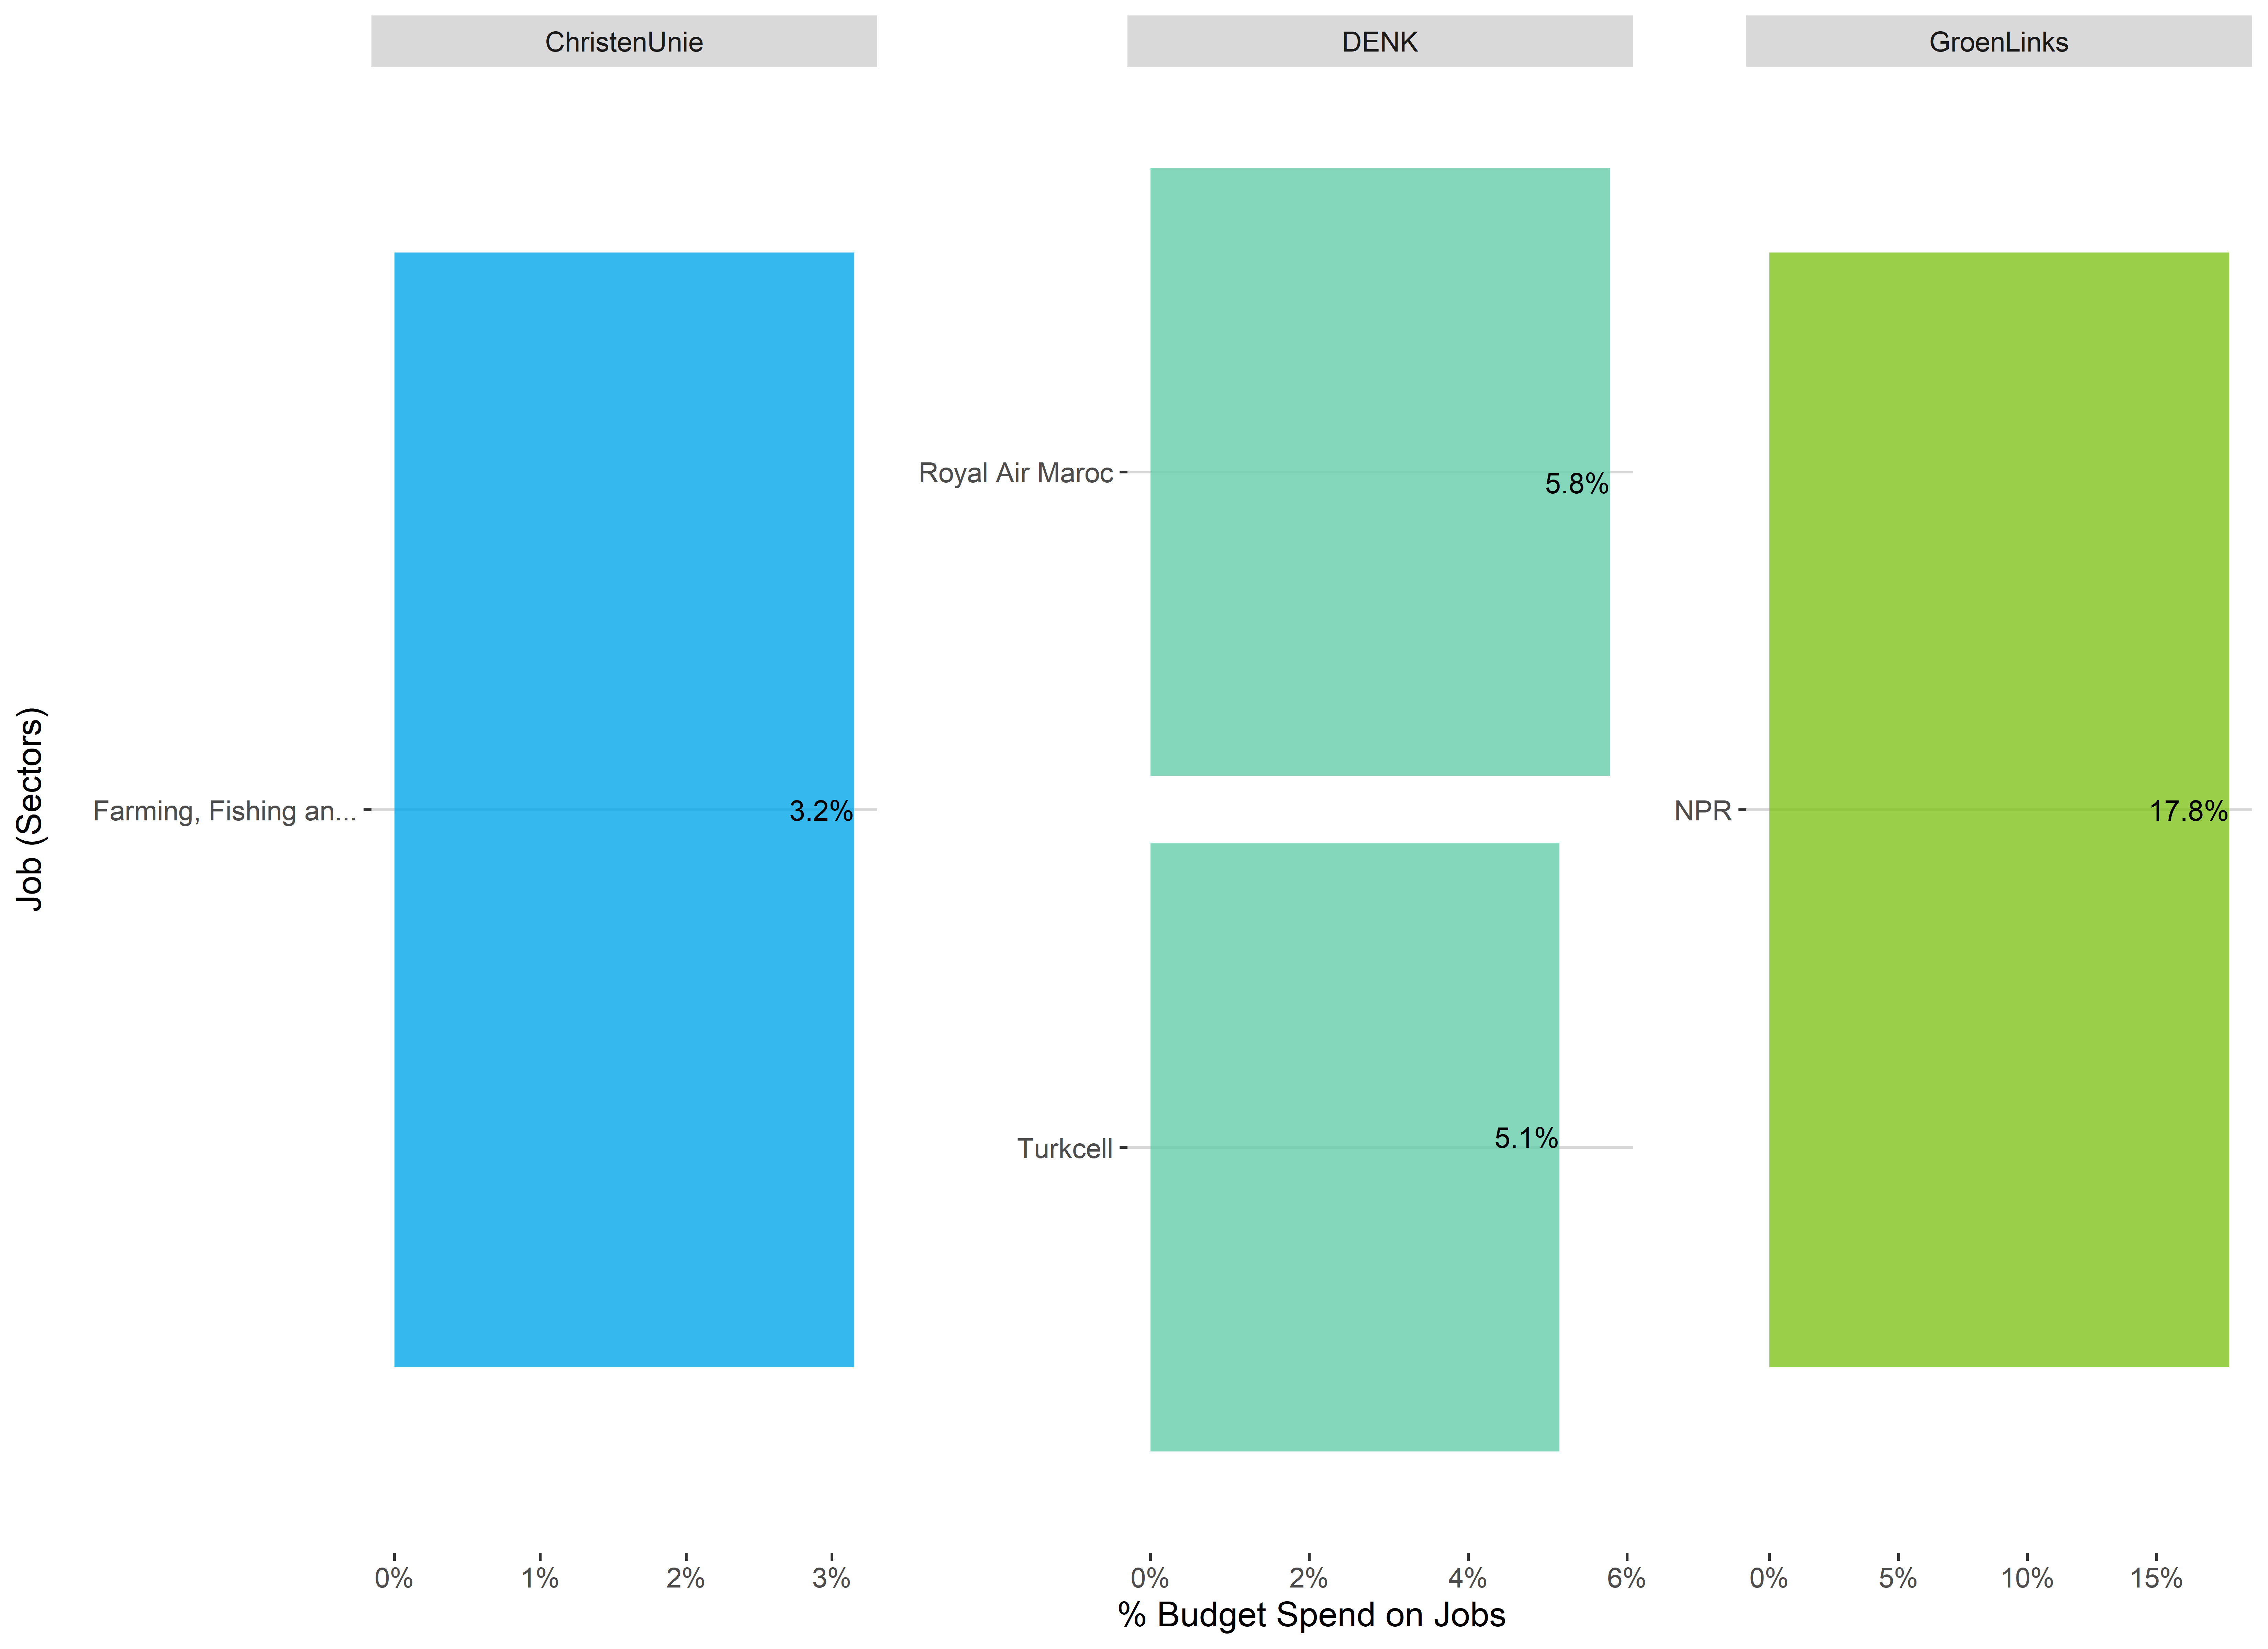 ChristenUnie
DENK
GroenLinks
Job (Sectors)
Farming, Fishing an...
3.2%
0%
1%
2%
3%
Royal Air Maroc
5.8%
Turkcell
5.1%
0%
2%
4%
6%
NPR
17.8%
0%
5%
10%
15%
% Budget Spend on Jobs